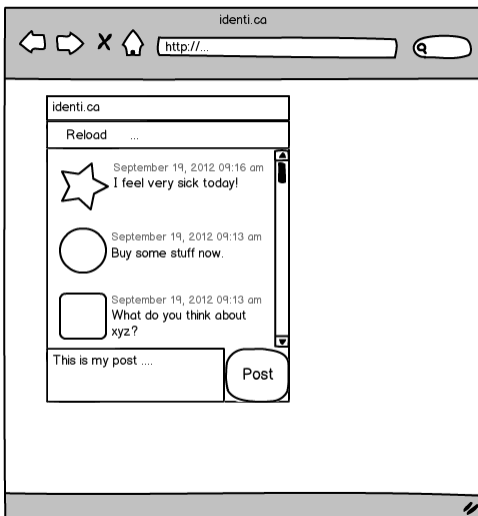 identi.ca
http://...
identi.ca
Reload ...
September 19, 2012 09:16 am
I feel very sick today!
September 19, 2012 09:13 am
Buy some stuff now.
September 19, 2012 09:13 am
What do you think about
xyz?
This is my post ....
Post